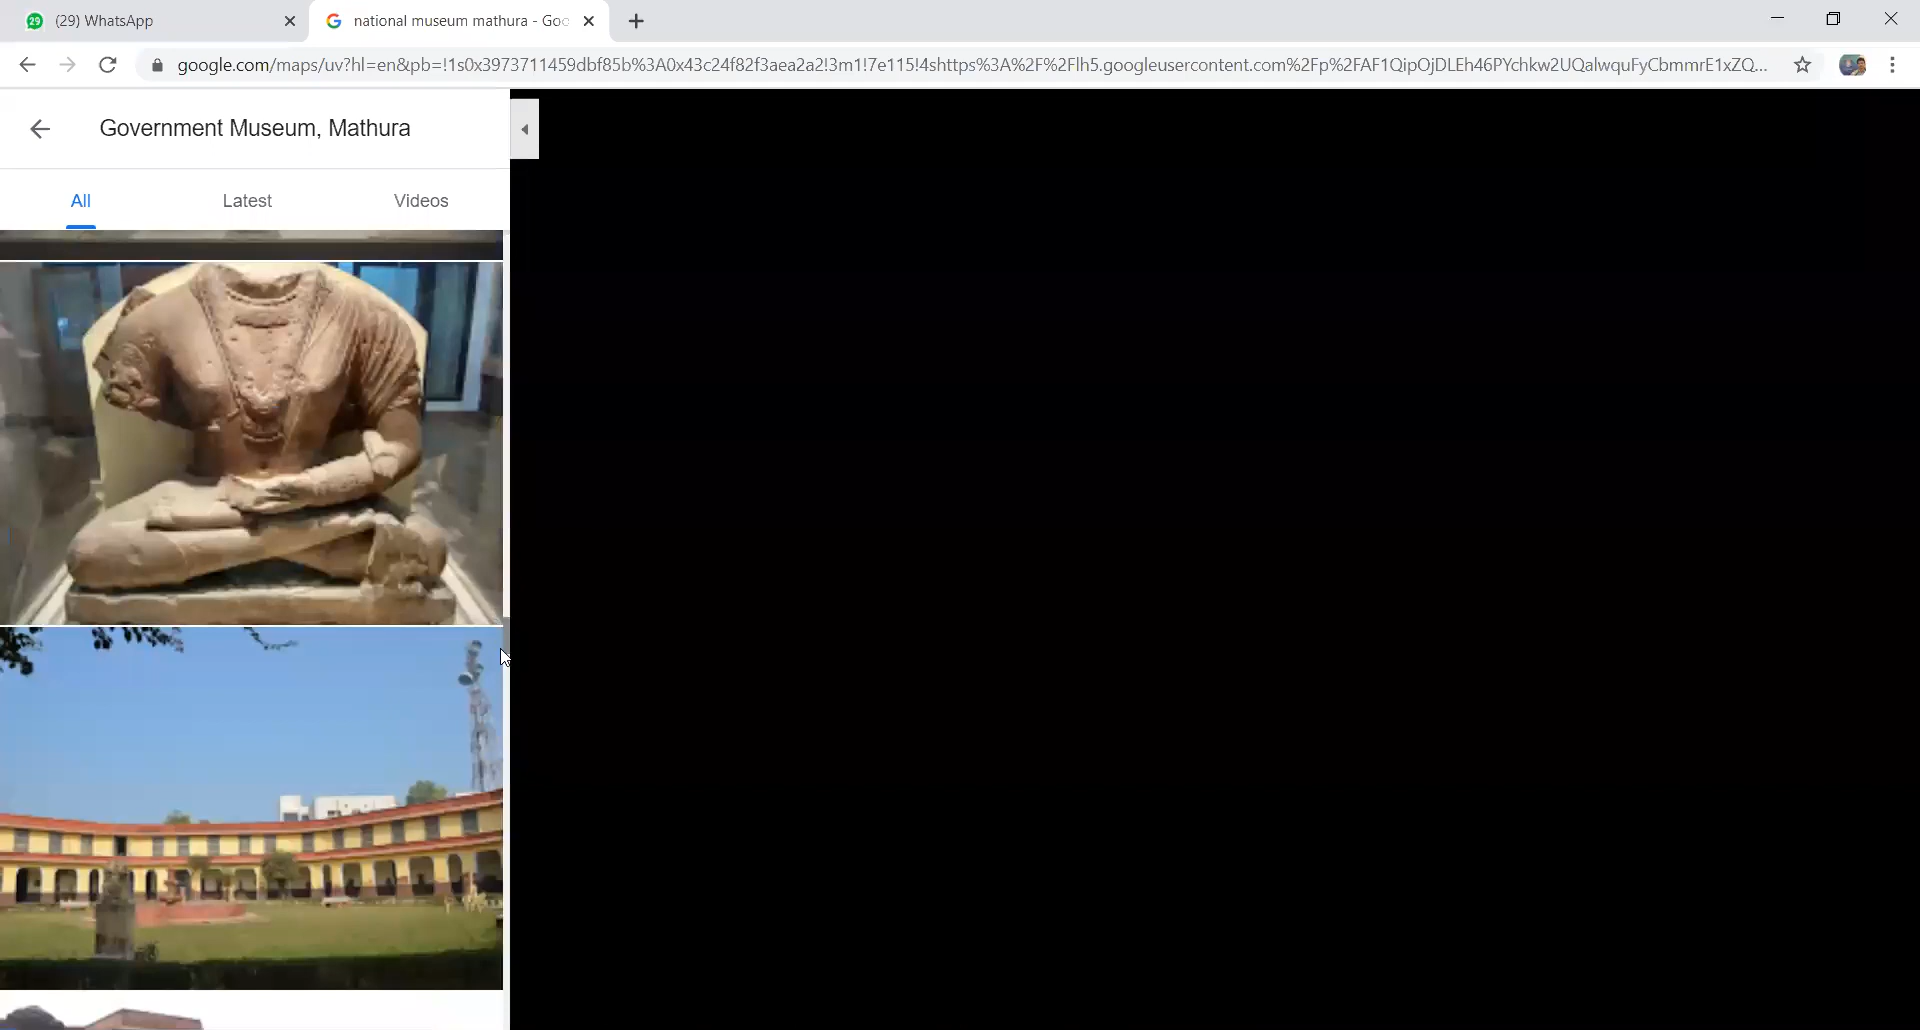 29 (29) WhatsApp
national museum mathura - Goo
google.com/maps/uv?hl=en&pb=!1s0x3973711459dbf85b%3A0x43c24f82f3aea2a2!3m1!7e115!4shttps%3A%2F%2Flh5.googleusercontent.com%2Fp%2FAF1QipOjDLEh46PYchkw2UQalwquFyCbmmrE1xZQ...
Government Museum, Mathura
All Latest Videos